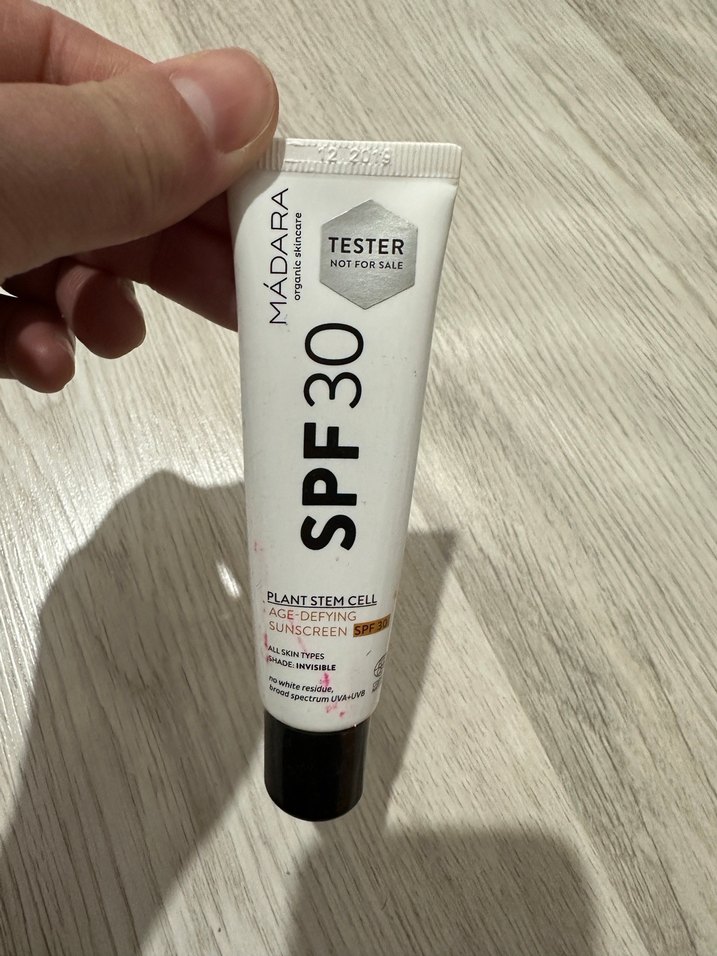 12 2019
MÁDARA
organic skincare
TESTER
NOT FOR SALE
SPF 30
PLANT STEM CELL
AGE-DEFYING
SUNSCREEN SPF 30
ALL SKIN TYPES
SHADE: INVISIBLE
no white residue,
broad spectrum UVA+UVB